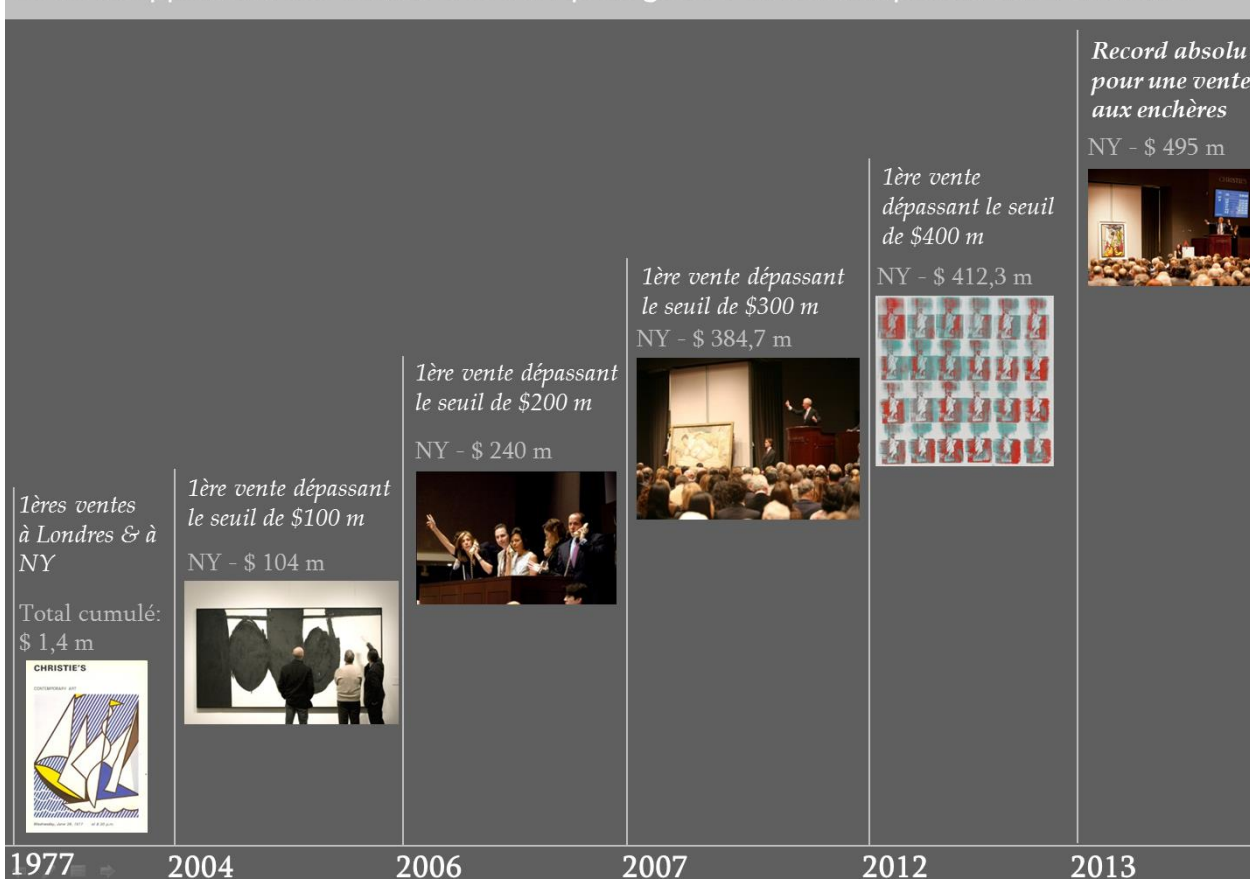 Record absolu
pour une vente
aux enchères
NY - $ 495 m
1ère vente
dépassant le seuil
de $400 m
NY - $ 412,3 m
1ère vente dépassant
le seuil de $300 m
NY - $ 384,7 m
1ère vente dépassant
le seuil de $200 m
NY - $ 240 m
1ère vente dépassant
le seuil de $100 m
NY - $ 104 m
1ères ventes
à Londres & à
NY
Total cumulé:
$ 1,4 m
CHRISTIE'S
CONTEMPORARY ART
1977
2004
2006
2007
2012
2013